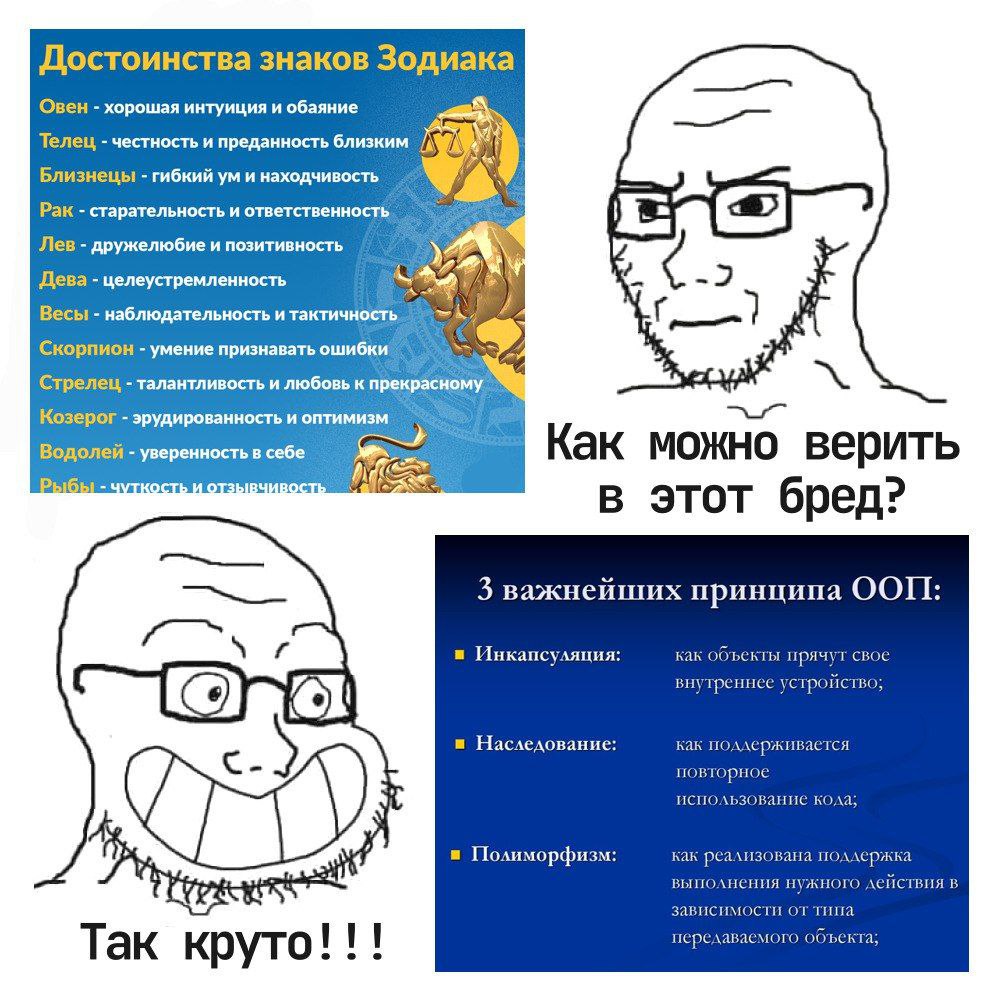 Достоинства знаков Зодиака
Овен - хорошая интуиция и обаяние
Телец - честность и преданность близким
Близнецы - гибкий ум и находчивость
Рак - старательность и ответственность
Лев - дружелюбие и позитивность
Дева - целеустремленность
Весы - наблюдательность и тактичность
Скорпион - умение признавать ошибки
Стрелец - талантливость и любовь к прекрасному
Козерог - эрудированность и оптимизм
Водолей - уверенность в себе
Рыбы - чуткость и отзывчивость
Как можно верить
в этот бред?
Так круто!!!
3 важнейших принципа ООП:
Инкапсуляция: как объекты прячут свое
внутреннее устройство;
Наследование: как поддерживается
повторное
использование кода;
Полиморфизм: как реализована поддержка
выполнения нужного действия в
зависимости от типа
передаваемого объекта;